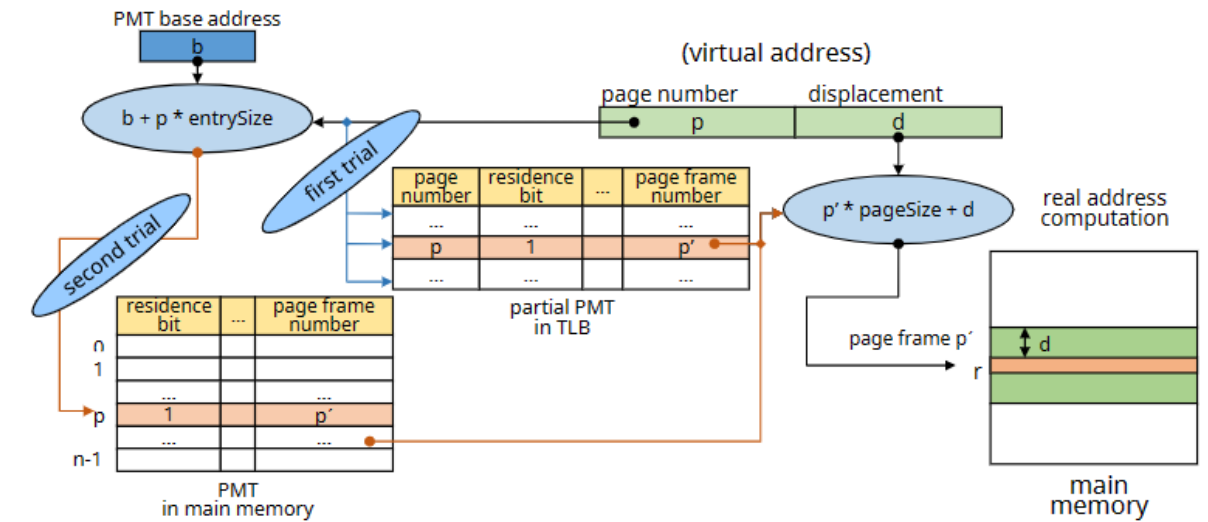 PMT base address
b
(virtual address)
page number
displacement
p
d
b + p * entrySize
first trial
second trial
page number
residence bit
...
page frame number
...
...
...
p
1
p’
...
...
...
partial PMT
in TLB
p’ * pageSize + d
real address
computation
residence bit
...
page frame number
0
1
...
...
p
1
p´
...
...
n-1
PMT
in main memory
page frame p´
d
r
main
memory